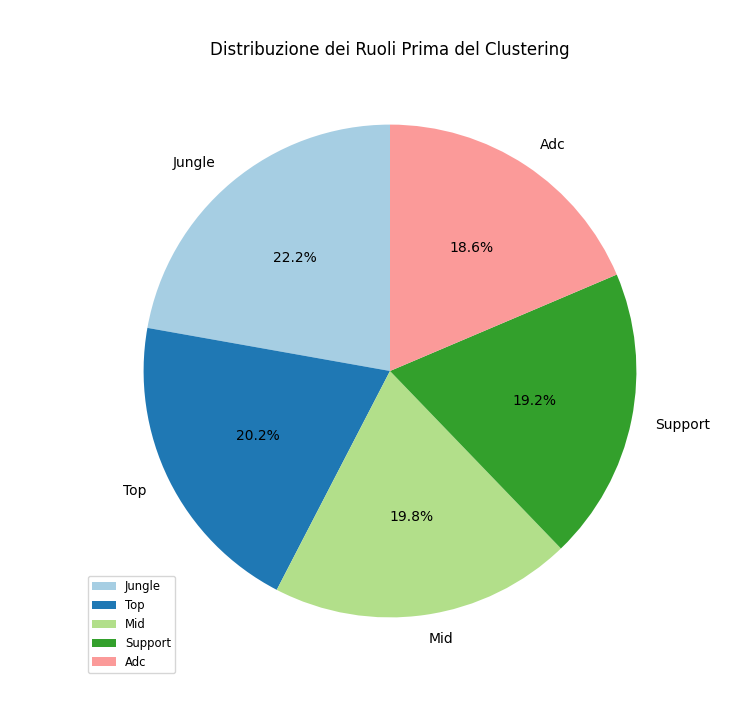 Distribuzione dei Ruoli Prima del Clustering
Adc
Jungle
18.6%
22.2%
19.2%
Support
20.2%
Top
19.8%
Mid
Jungle
Top
Mid
Support
Adc